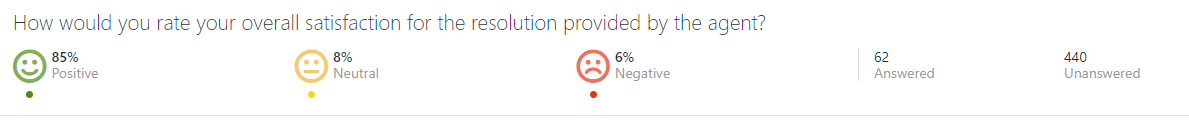 How would you rate your overall satisfaction for the resolution provided by the agent?
85%
Positive
8%
Neutral
6%
Negative
62
Answered
440
Unanswered